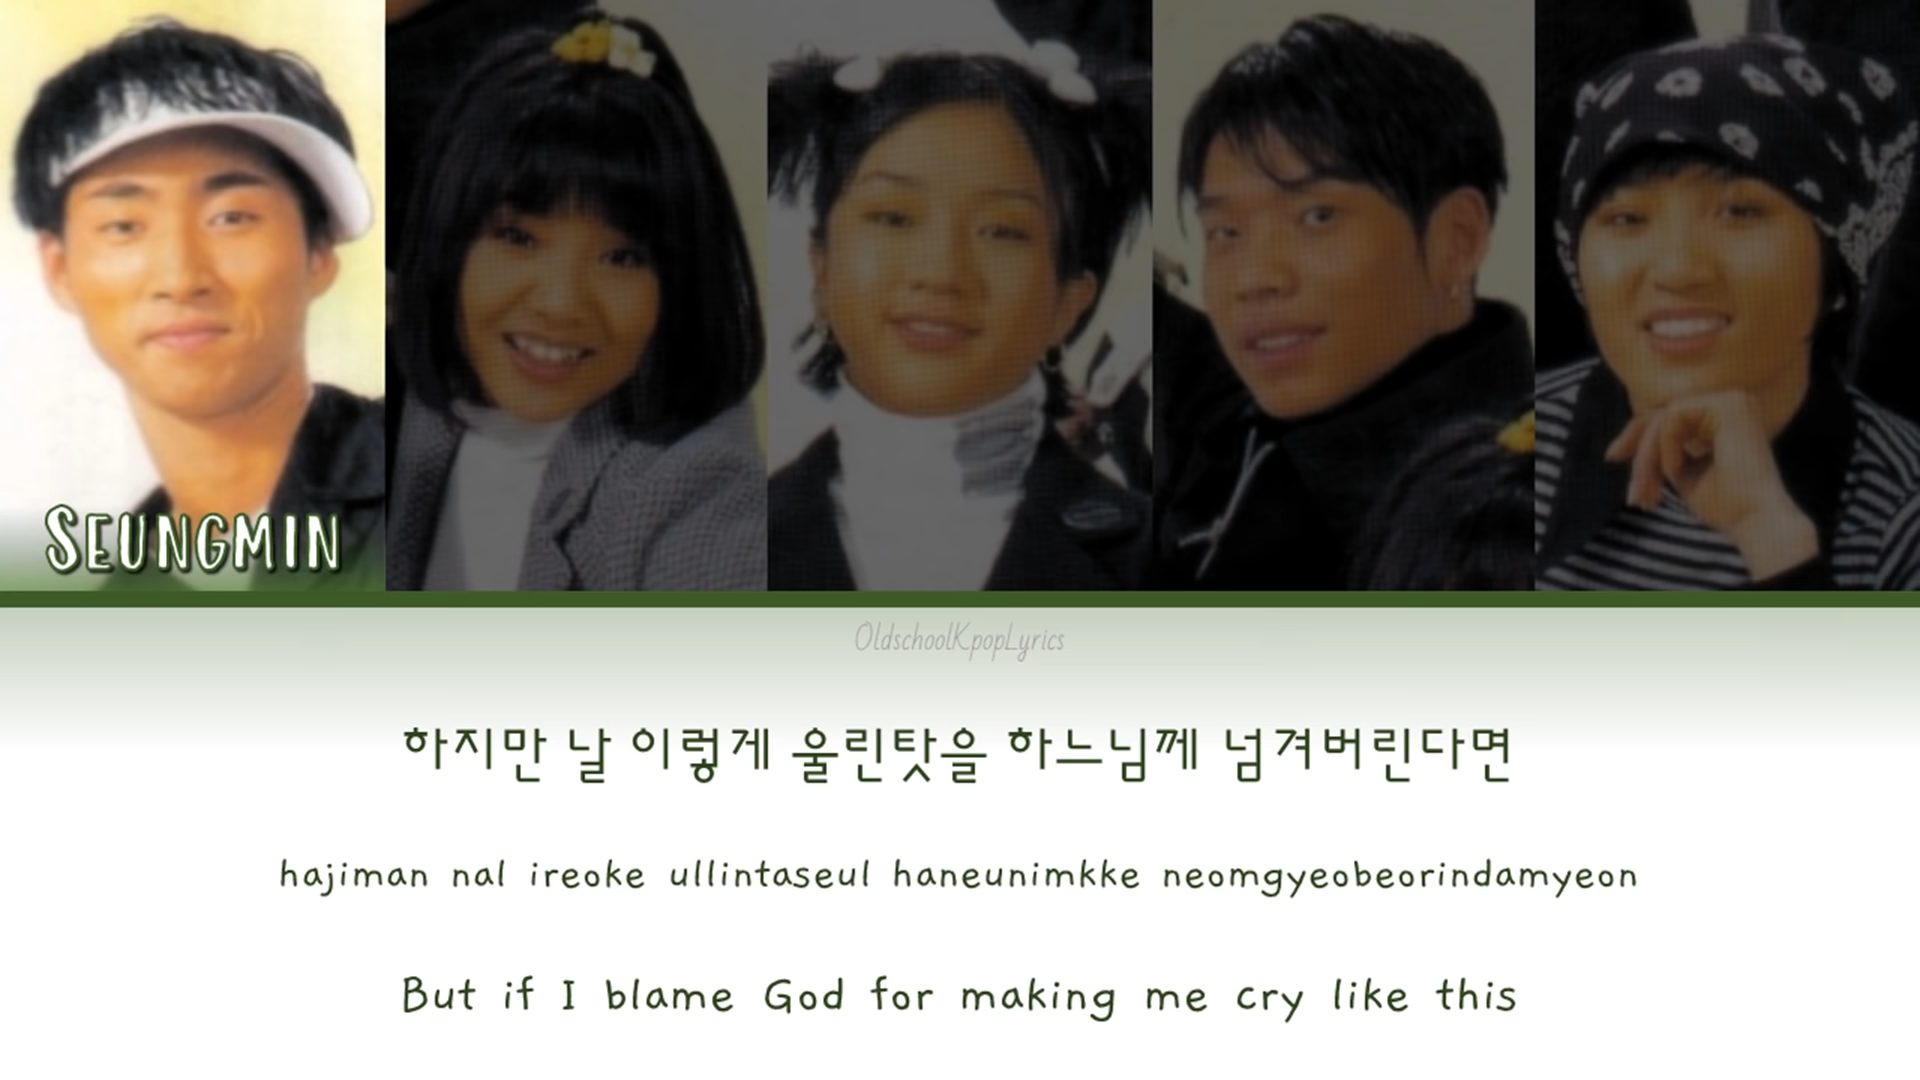 SEUNGMIN
OldschoolKpopLyrics
하지만 날 이렇게 울린탓을 하느님께 넘겨버린다면
hajiman nal ireoke ullintaseul haneunimkke neomgyeobeorindamyeon
But if I blame God for making me cry like this